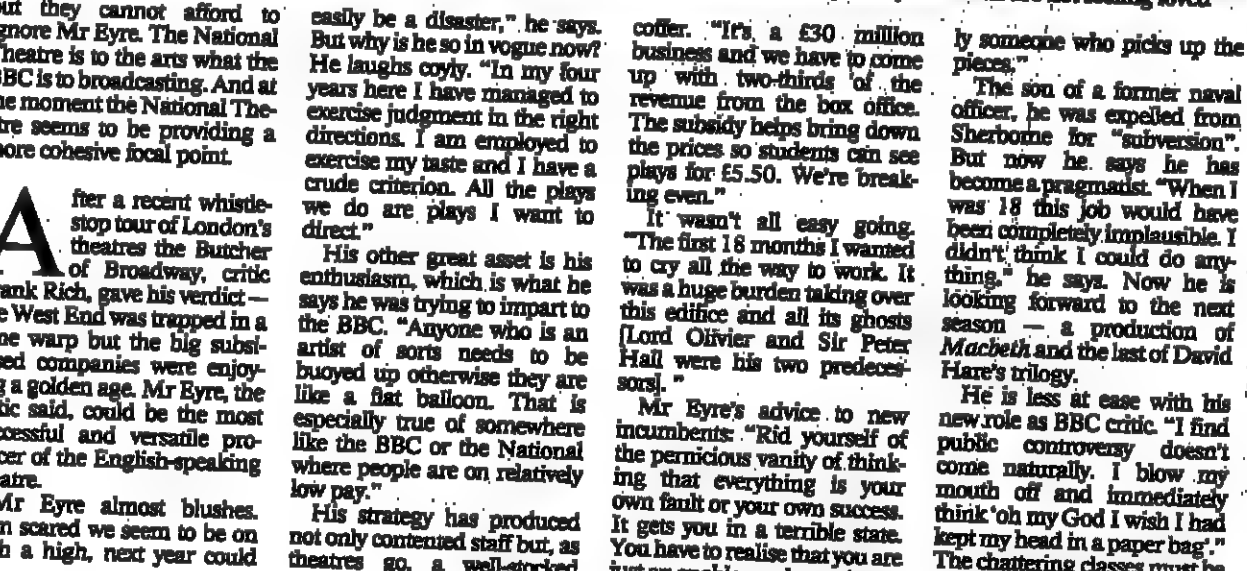 but they cannot afford to
ignore Mr Eyre. The National
Theatre is to the arts what the
BBC is to broadcasting. And at
the moment the National The-
atre seems to be providing a
more cohesive focal point.
After a recent whistle-
stop tour of London's
theatres the Butcher
of Broadway, critic
Frank Rich, gave his verdict —
the West End was trapped in a
time warp but the big subsi-
dised companies were enjoy-
ing a golden age. Mr Eyre, the
critic said, could be the most
successful and versatile pro-
ducer of the English-speaking
theatre.
Mr Eyre almost blushes.
scared we seem to be on
such a high, next year could
easily be a disaster," he says.
But why is he so in vogue now?
He laughs coyly. "In my four
years here I have managed to
exercise judgment in the right
directions. I am employed to
exercise my taste and I have a
crude criterion. All the plays
we do are plays I want to
direct."
His other great asset is his
enthusiasm, which is what he
says he was trying to impart to
the BBC. "Anyone who is an
artist of sorts needs to be
buoyed up otherwise they are
like a flat balloon. That is
especially true of somewhere
like the BBC or the National
where people are on relatively
low pay."
His strategy has produced
not only contented staff but, as
theatres go, a well-stocked
coffer. "It's a £30 million
business and we have to come
up with two-thirds of the
revenue from the box office.
The subsidy helps bring down
the prices so students can see
plays for £5.50. We're break-
ing even."
It wasn't all easy going.
"The first 18 months I wanted
to cry all the way to work. It
was a huge burden taking over
this edifice and all its ghosts
[Lord Olivier and Sir Peter
Hall were his two predeces-
sors]."
Mr Eyre's advice to new
incumbents: "Rid yourself of
the pernicious vanity of think-
ing that everything is your
own fault or your own success.
It gets you in a terrible state.
You have to realise that you are
ly someone who picks up the
pieces."
The son of a former naval
officer, he was expelled from
Sherborne for "subversion".
But now he says he has
become a pragmatist. "When I
was 18 this job would have
been completely implausible. I
didn't think I could do any-
thing," he says. Now he is
looking forward to the next
season — a production of
Macbeth and the last of David
Hare's trilogy.
He is less at ease with his
new role as BBC critic. "I find
public controversy doesn't
come naturally. I blow my
mouth off and immediately
think 'oh my God I wish I had
kept my head in a paper bag'."
The chattering classes must be